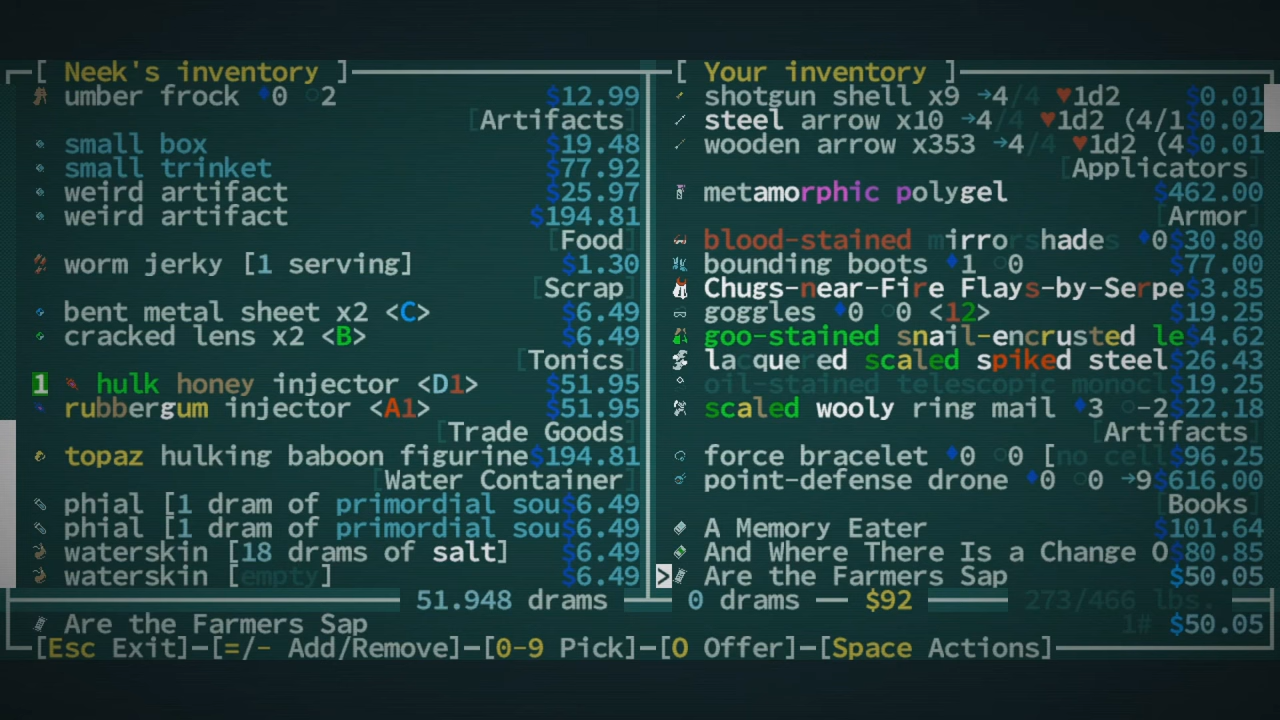 [ Neek's inventory ]
umber frock ♦0 ○2 $12.99
[Artifacts]
small box $19.48
small trinket $77.92
weird artifact $25.97
weird artifact $194.81
[Food]
worm jerky [1 serving] $1.30
[Scrap]
bent metal sheet x2 <C> $6.49
cracked lens x2 <B> $6.49
[Tonics]
1 hulk honey injector <D1> $51.95
rubbergum injector <A1> $51.95
[Trade Goods]
topaz hulking baboon figurine $194.81
[Water Container]
phial [1 dram of primordial sou $6.49
phial [1 dram of primordial sou $6.49
waterskin [18 drams of salt] $6.49
waterskin [empty] $6.49
51.948 drams
[ Your inventory ]
shotgun shell x9 →4/4 ♥1d2 $0.01
steel arrow x10 →4/4 ♥1d2 (4/1 $0.02
wooden arrow x353 →4/4 ♥1d2 (4 $0.01
[Applicators]
metamorphic polygel $462.00
[Armor]
blood-stained mirrorshades ♦0 $30.80
bounding boots ♦1 ○0 $77.00
Chugs-near-Fire Flays-by-Serpe $3.85
goggles ♦0 ○0 <12> $19.25
goo-stained snail-encrusted le $4.62
lacquered scaled spiked steel $26.43
oil-stained telescopic monocl $19.25
scaled wooly ring mail ♦3 ○-2 $22.18
[Artifacts]
force bracelet ♦0 ○0 [no cell $96.25
point-defense drone ♦0 ○0 →9 $616.00
[Books]
A Memory Eater $101.64
And Where There Is a Change O $80.85
> Are the Farmers Sap $50.05
0 drams — $92 273/466 lbs.
Are the Farmers Sap 1# $50.05
[Esc Exit]—[=/- Add/Remove]—[0-9 Pick]—[O Offer]—[Space Actions]